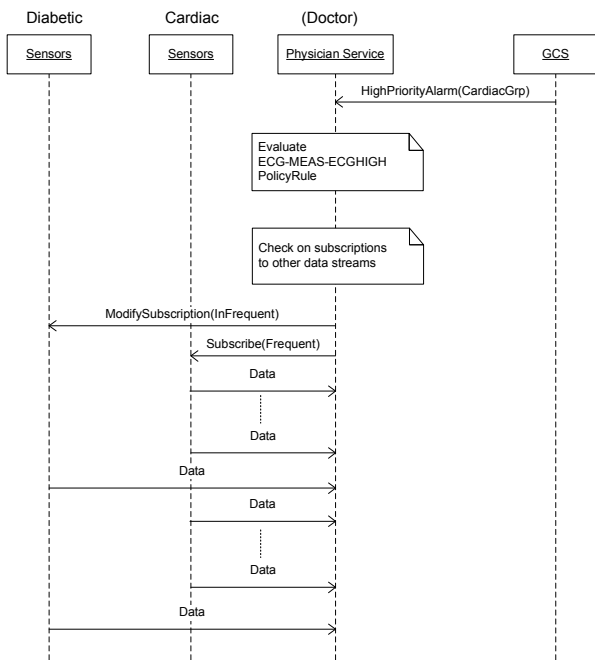 Diabetic
Cardiac
(Doctor)
Sensors
Sensors
Physician Service
GCS
HighPriorityAlarm(CardiacGrp)
Evaluate
ECG-MEAS-ECGHIGH
PolicyRule
Check on subscriptions
to other data streams
ModifySubscription(InFrequent)
Subscribe(Frequent)
Data
Data
Data
Data
Data
Data